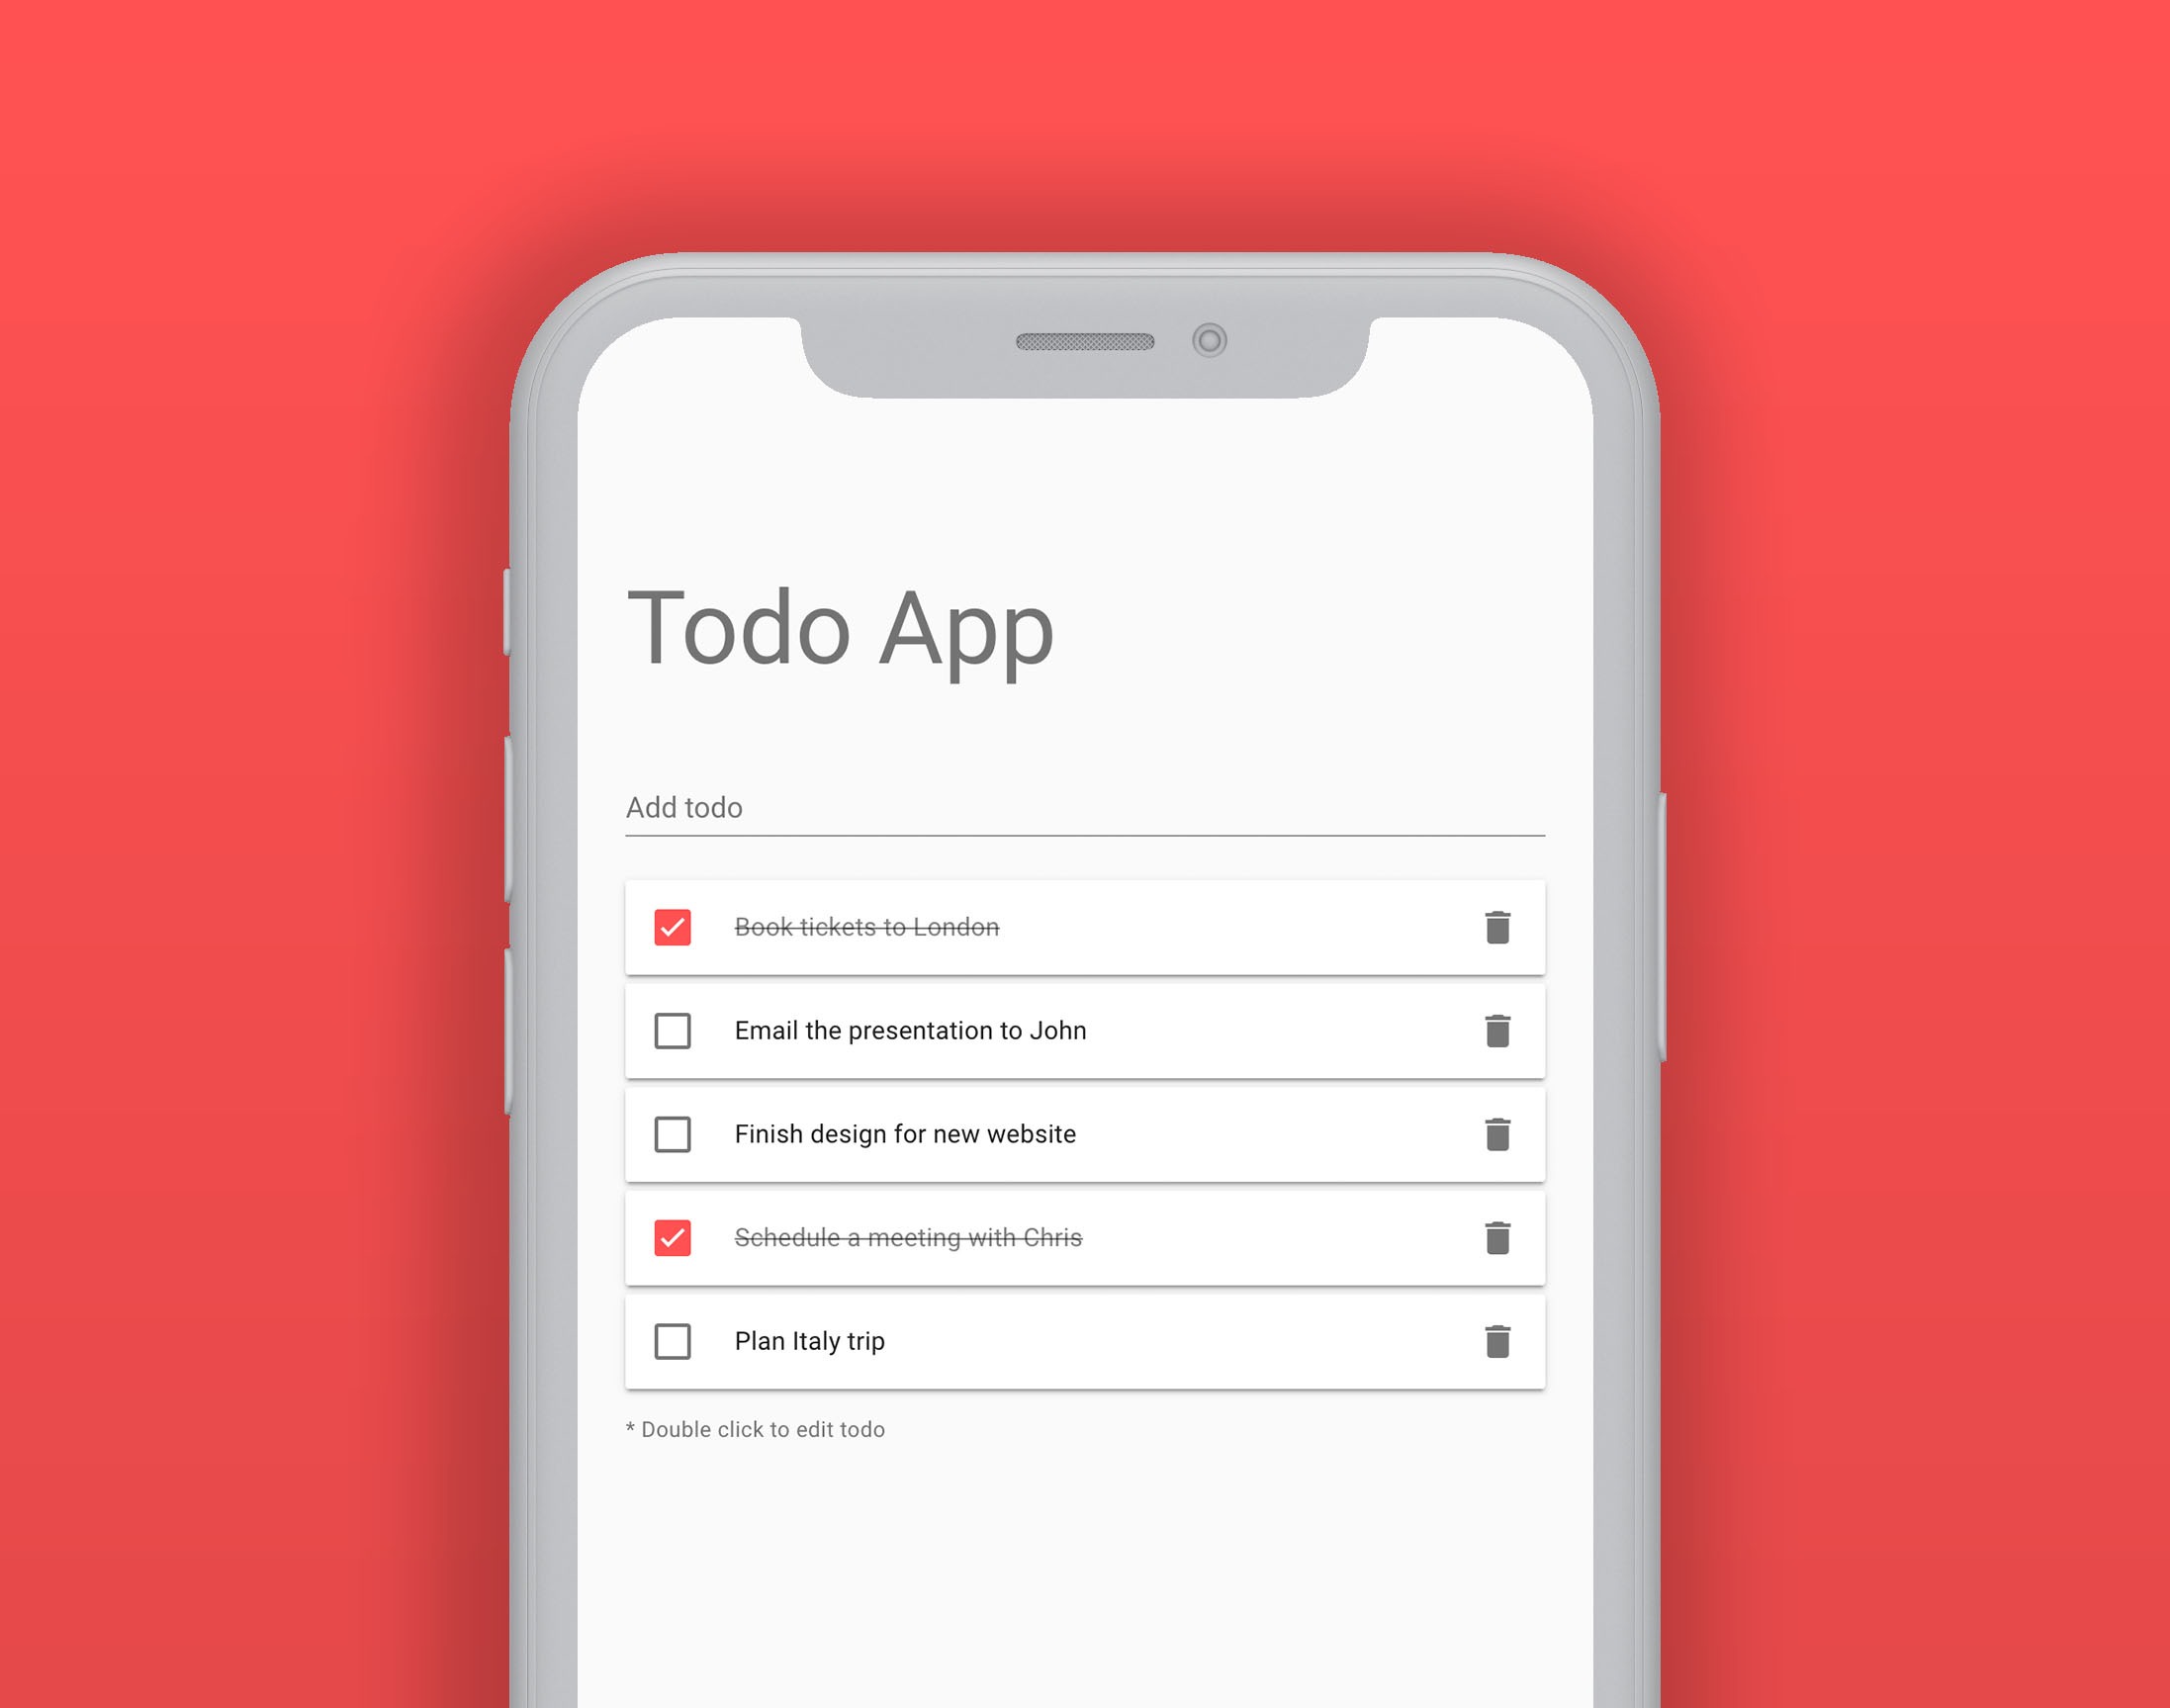 Todo App
Add todo
Book tickets to London
Email the presentation to John
Finish design for new website
Schedule a meeting with Chris
Plan Italy trip
* Double click to edit todo